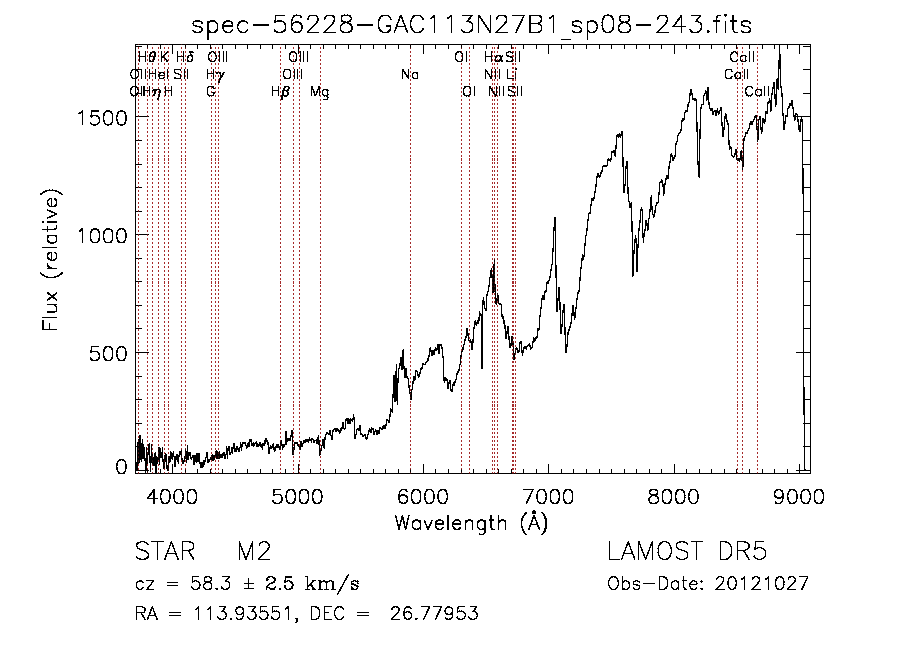 spec-56228-GAC113N27B1_sp08-243.fits
Hθ K Hδ OIII OIII OI Hα SII CaII
OII HeI SII Hγ OIII Na NII Li CaII
OII Hη H G Hβ Mg OI NII SII CaII
1500
1000
500
0
Flux (relative)
4000 5000 6000 7000 8000 9000
Wavelength (Å)
STAR M2 LAMOST DR5
cz = 58.3 ± 2.5 km/s Obs-Date: 20121027
RA = 113.93551, DEC = 26.77953